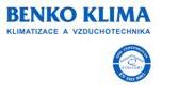 BENKO KLIMA
KLIMATIZACE A VZDUCHOTECHNIKA